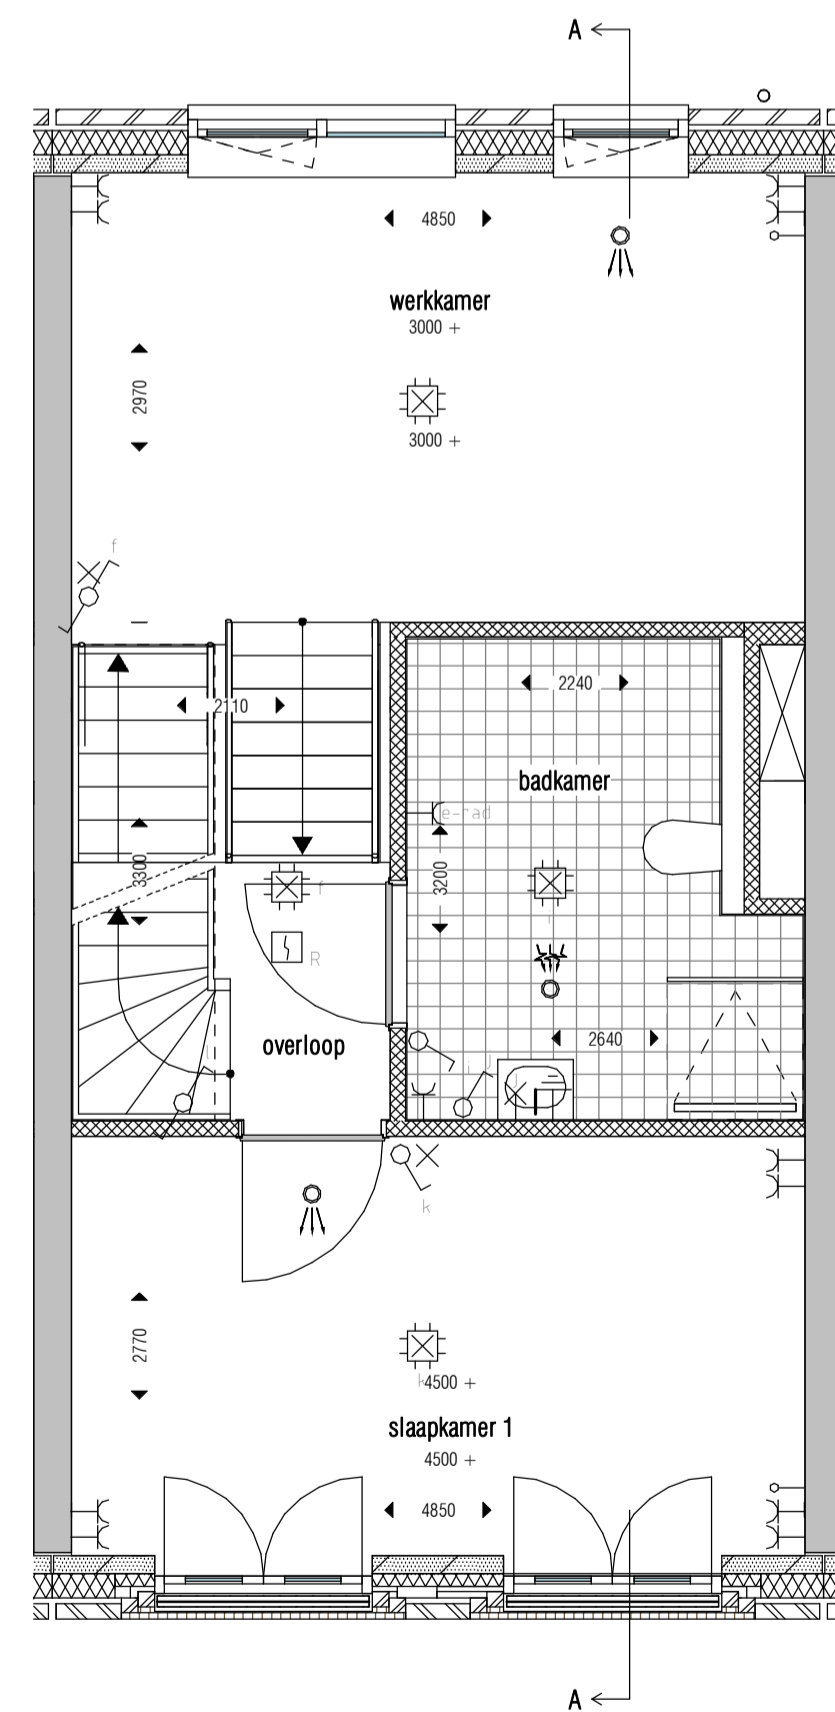 A
4850
werkkamer
3000 +
2970
3000 +
f
2110
2240
badkamer
e-rad
3300
3200
f
R
overloop
2640
k
2770
4500 +
slaapkamer 1
4500 +
4850
A